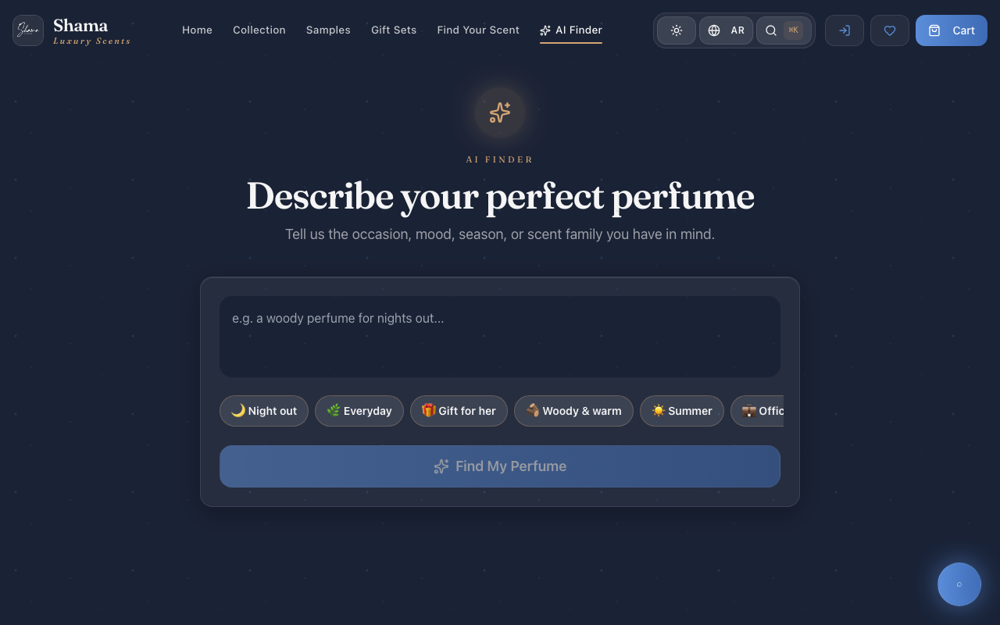 Shama
Shama
Luxury Scents
Home
Collection
Samples
Gift Sets
Find Your Scent
AI Finder
AR
⌘K
Cart
AI FINDER
Describe your perfect perfume
Tell us the occasion, mood, season, or scent family you have in mind.
e.g. a woody perfume for nights out...
🌙 Night out
🌿 Everyday
🎁 Gift for her
🪵 Woody & warm
☀️ Summer
💼 Offic
Find My Perfume